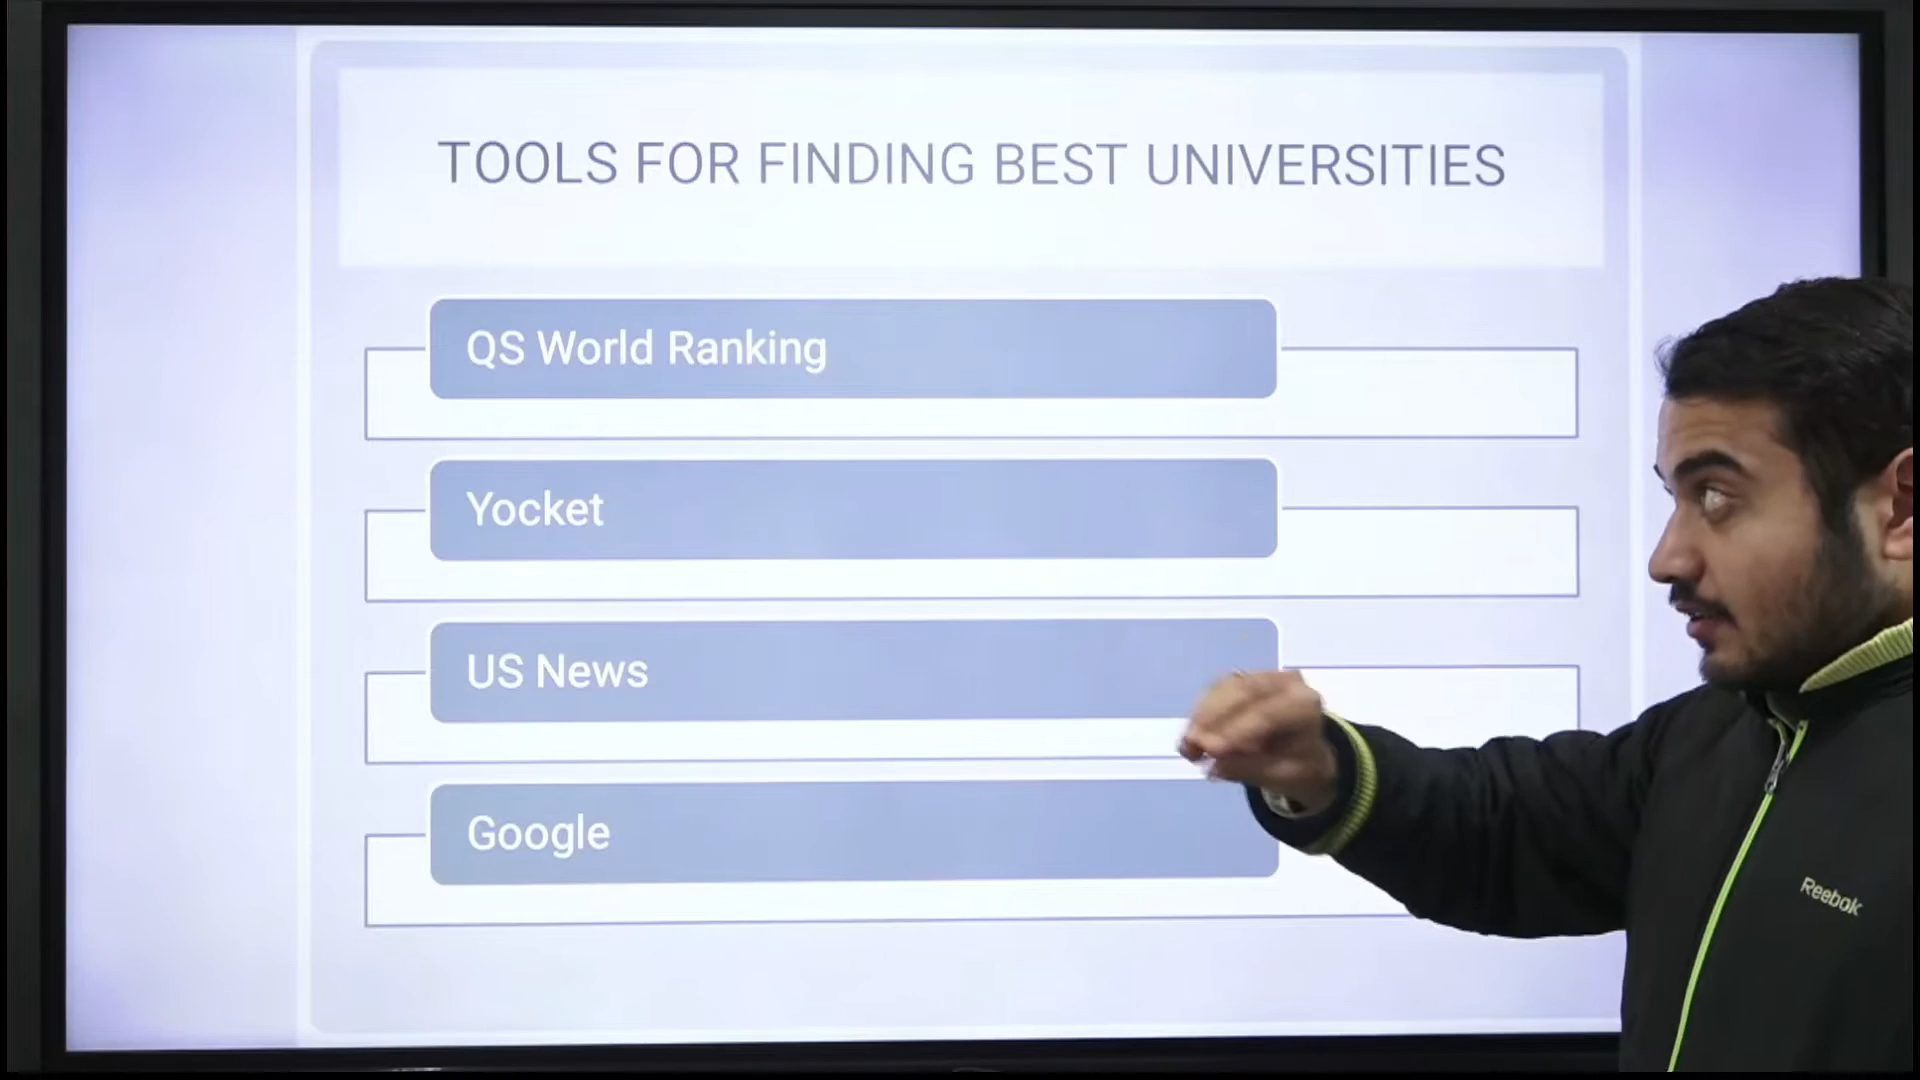 TOOLS FOR FINDING BEST UNIVERSITIES
QS World Ranking
Yocket
US News
Google
Reebok